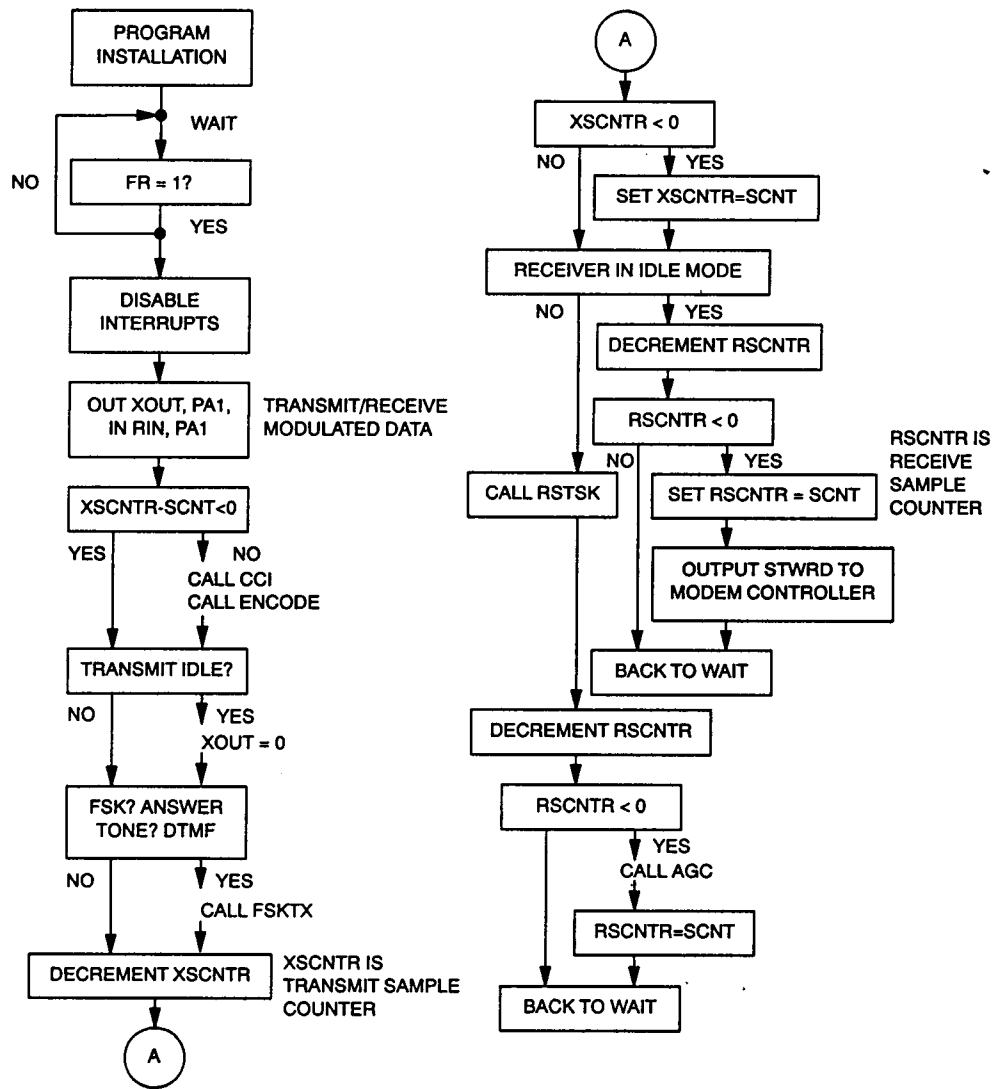 PROGRAM
INSTALLATION
WAIT
NO
FR = 1?
YES
DISABLE
INTERRUPTS
OUT XOUT, PA1,
IN RIN, PA1
TRANSMIT/RECEIVE
MODULATED DATA
XSCNTR-SCNT<0
YES
NO
CALL CCI
CALL ENCODE
TRANSMIT IDLE?
NO
YES
XOUT = 0
FSK? ANSWER
TONE? DTMF
NO
YES
CALL FSKTX
DECREMENT XSCNTR
XSCNTR IS
TRANSMIT SAMPLE
COUNTER
A
A
XSCNTR < 0
NO
YES
SET XSCNTR=SCNT
RECEIVER IN IDLE MODE
NO
YES
DECREMENT RSCNTR
RSCNTR < 0
NO
YES
RSCNTR IS
RECEIVE
SAMPLE
COUNTER
CALL RSTSK
SET RSCNTR = SCNT
OUTPUT STWRD TO
MODEM CONTROLLER
BACK TO WAIT
DECREMENT RSCNTR
RSCNTR < 0
YES
CALL AGC
RSCNTR=SCNT
BACK TO WAIT